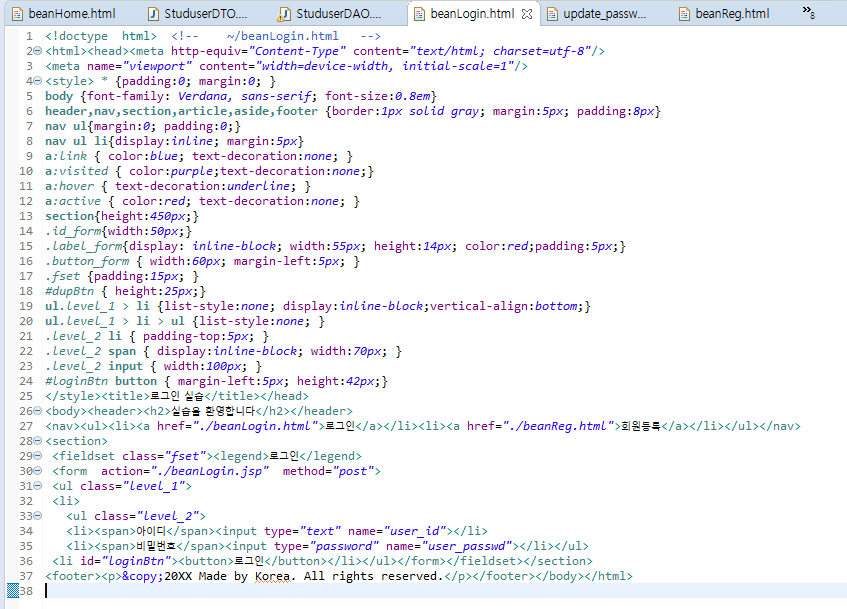 beanHome.html StuduserDTO.... StuduserDAO.... beanLogin.html update_passw... beanReg.html »8
1 <!doctype  html>  <!--    ~/beanLogin.html   -->
2 <html><head><meta http-equiv="Content-Type" content="text/html; charset=utf-8"/>
3 <meta name="viewport" content="width=device-width, initial-scale=1"/>
4 <style> * {padding:0; margin:0; }
5 body {font-family: Verdana, sans-serif; font-size:0.8em}
6 header,nav,section,article,aside,footer {border:1px solid gray; margin:5px; padding:8px}
7 nav ul{margin:0; padding:0;}
8 nav ul li{display:inline; margin:5px}
9 a:link { color:blue; text-decoration:none; }
10 a:visited { color:purple;text-decoration:none;}
11 a:hover { text-decoration:underline; }
12 a:active { color:red; text-decoration:none; }
13 section{height:450px;}
14 .id_form{width:50px;}
15 .label_form{display: inline-block; width:55px; height:14px; color:red;padding:5px;}
16 .button_form { width:60px; margin-left:5px; }
17 .fset {padding:15px; }
18 #dupBtn { height:25px;}
19 ul.level_1 > li {list-style:none; display:inline-block;vertical-align:bottom;}
20 ul.level_1 > li > ul {list-style:none; }
21 .level_2 li { padding-top:5px; }
22 .level_2 span { display:inline-block; width:70px; }
23 .level_2 input { width:100px; }
24 #loginBtn button { margin-left:5px; height:42px;}
25 </style><title>로그인 실습</title></head>
26 <body><header><h2>실습을 환영합니다</h2></header>
27 <nav><ul><li><a href="./beanLogin.html">로그인</a></li><li><a href="./beanReg.html">회원등록</a></li></ul></nav>
28 <section>
29  <fieldset class="fset"><legend>로그인</legend>
30  <form  action="./beanLogin.jsp"  method="post">
31  <ul class="level_1">
32  <li>
33    <ul class="level_2">
34    <li><span>아이디</span><input type="text" name="user_id"></li>
35    <li><span>비밀번호</span><input type="password" name="user_passwd"></li></ul>
36  <li id="loginBtn"><button>로그인</button></li></ul></form></fieldset></section>
37 <footer><p>&copy;20XX Made by Korea. All rights reserved.</p></footer></body></html>
38